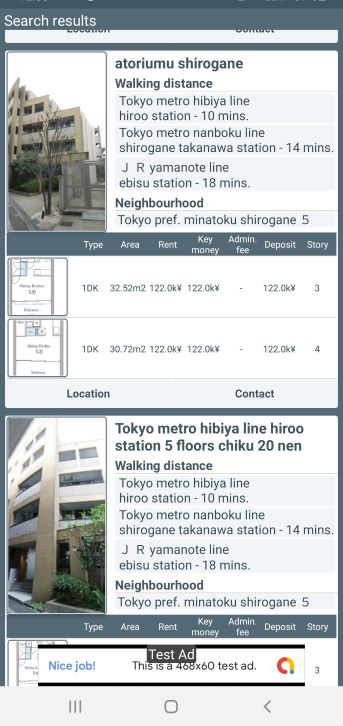 Search results
Location Contact
atoriumu shirogane
Walking distance
Tokyo metro hibiya line
hiroo station - 10 mins.
Tokyo metro nanboku line
shirogane takanawa station - 14 mins.
J R yamanote line
ebisu station - 18 mins.
Neighbourhood
Tokyo pref. minatoku shirogane 5
Type Area Rent Key money Admin. fee Deposit Story
1DK 32.52m2 122.0k¥ 122.0k¥ - 122.0k¥ 3
1DK 30.72m2 122.0k¥ 122.0k¥ - 122.0k¥ 4
Location Contact
Tokyo metro hibiya line hiroo
station 5 floors chiku 20 nen
Walking distance
Tokyo metro hibiya line
hiroo station - 10 mins.
Tokyo metro nanboku line
shirogane takanawa station - 14 mins.
J R yamanote line
ebisu station - 18 mins.
Neighbourhood
Tokyo pref. minatoku shirogane 5
Type Area Rent Key money Admin. fee Deposit Story
Test Ad
Nice job! This is a 468x60 test ad.
3